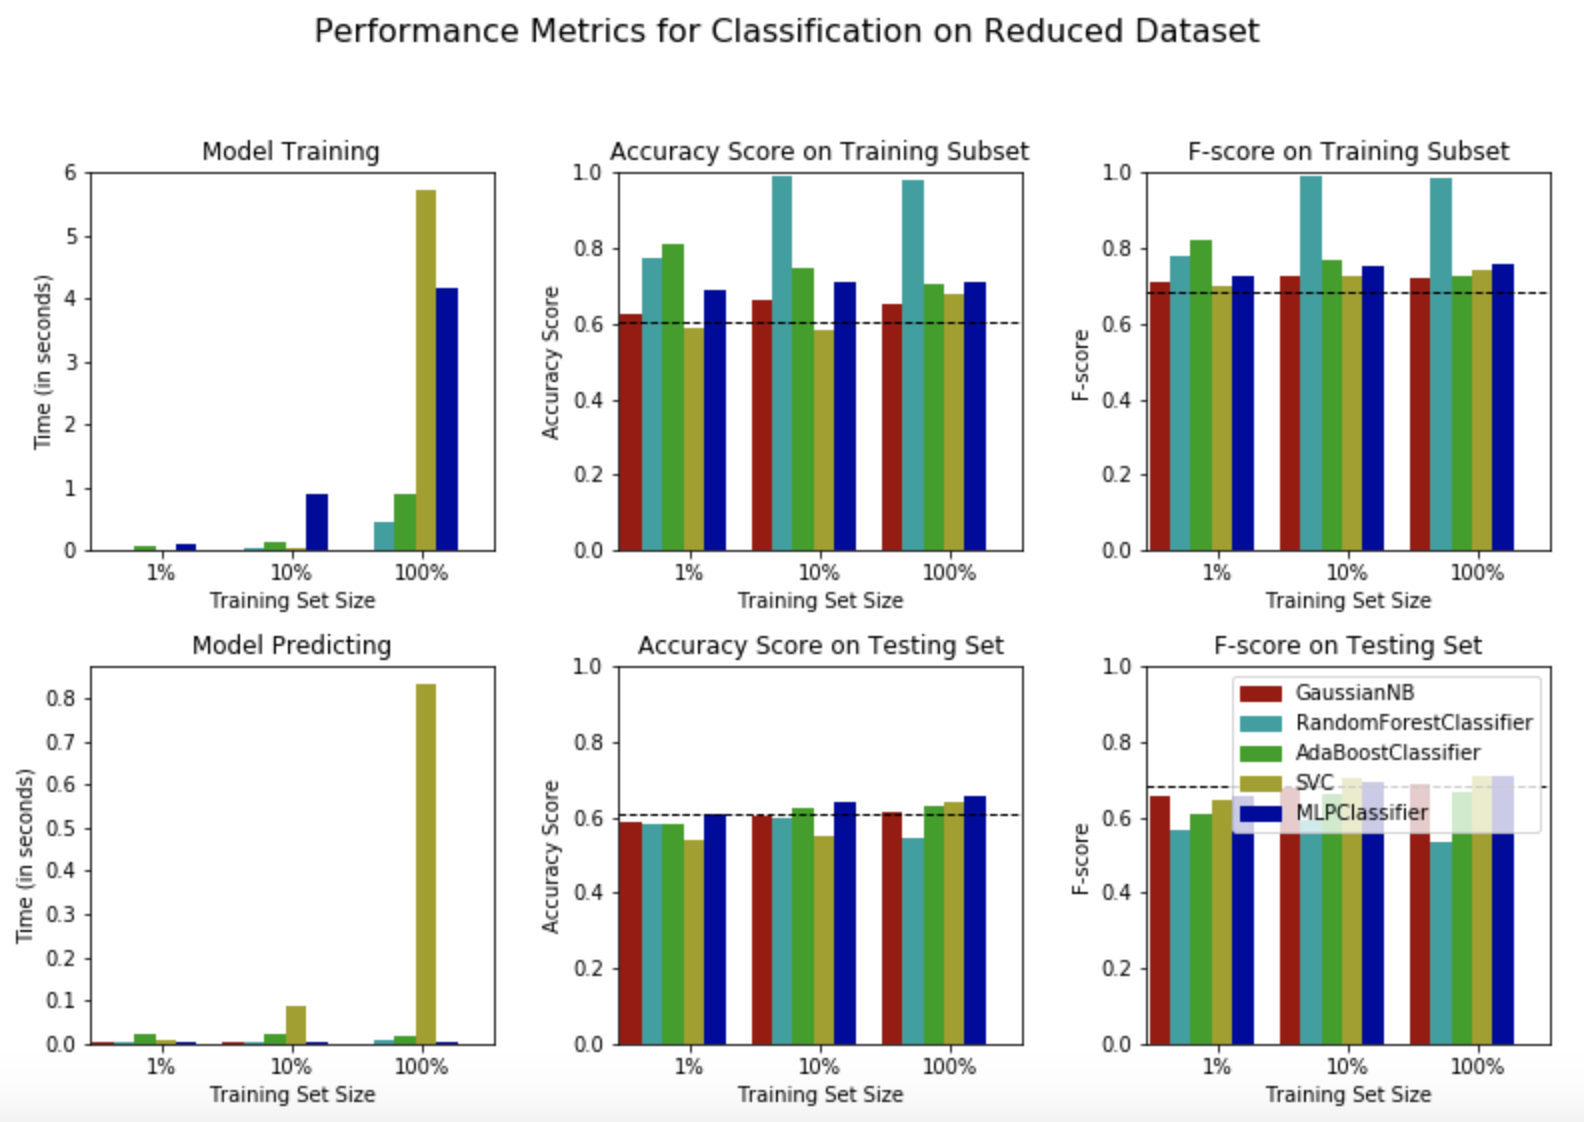 Performance Metrics for Classification on Reduced Dataset
Model Training
6
5
4
3
2
1
0
Time (in seconds)
1% 10% 100%
Training Set Size
Accuracy Score on Training Subset
1.0
0.8
0.6
0.4
0.2
0.0
Accuracy Score
1% 10% 100%
Training Set Size
F-score on Training Subset
1.0
0.8
0.6
0.4
0.2
0.0
F-score
1% 10% 100%
Training Set Size
Model Predicting
0.8
0.7
0.6
0.5
0.4
0.3
0.2
0.1
0.0
Time (in seconds)
1% 10% 100%
Training Set Size
Accuracy Score on Testing Set
1.0
0.8
0.6
0.4
0.2
0.0
Accuracy Score
1% 10% 100%
Training Set Size
F-score on Testing Set
1.0
0.8
0.6
0.4
0.2
0.0
F-score
GaussianNB
RandomForestClassifier
AdaBoostClassifier
SVC
MLPClassifier
1% 10% 100%
Training Set Size